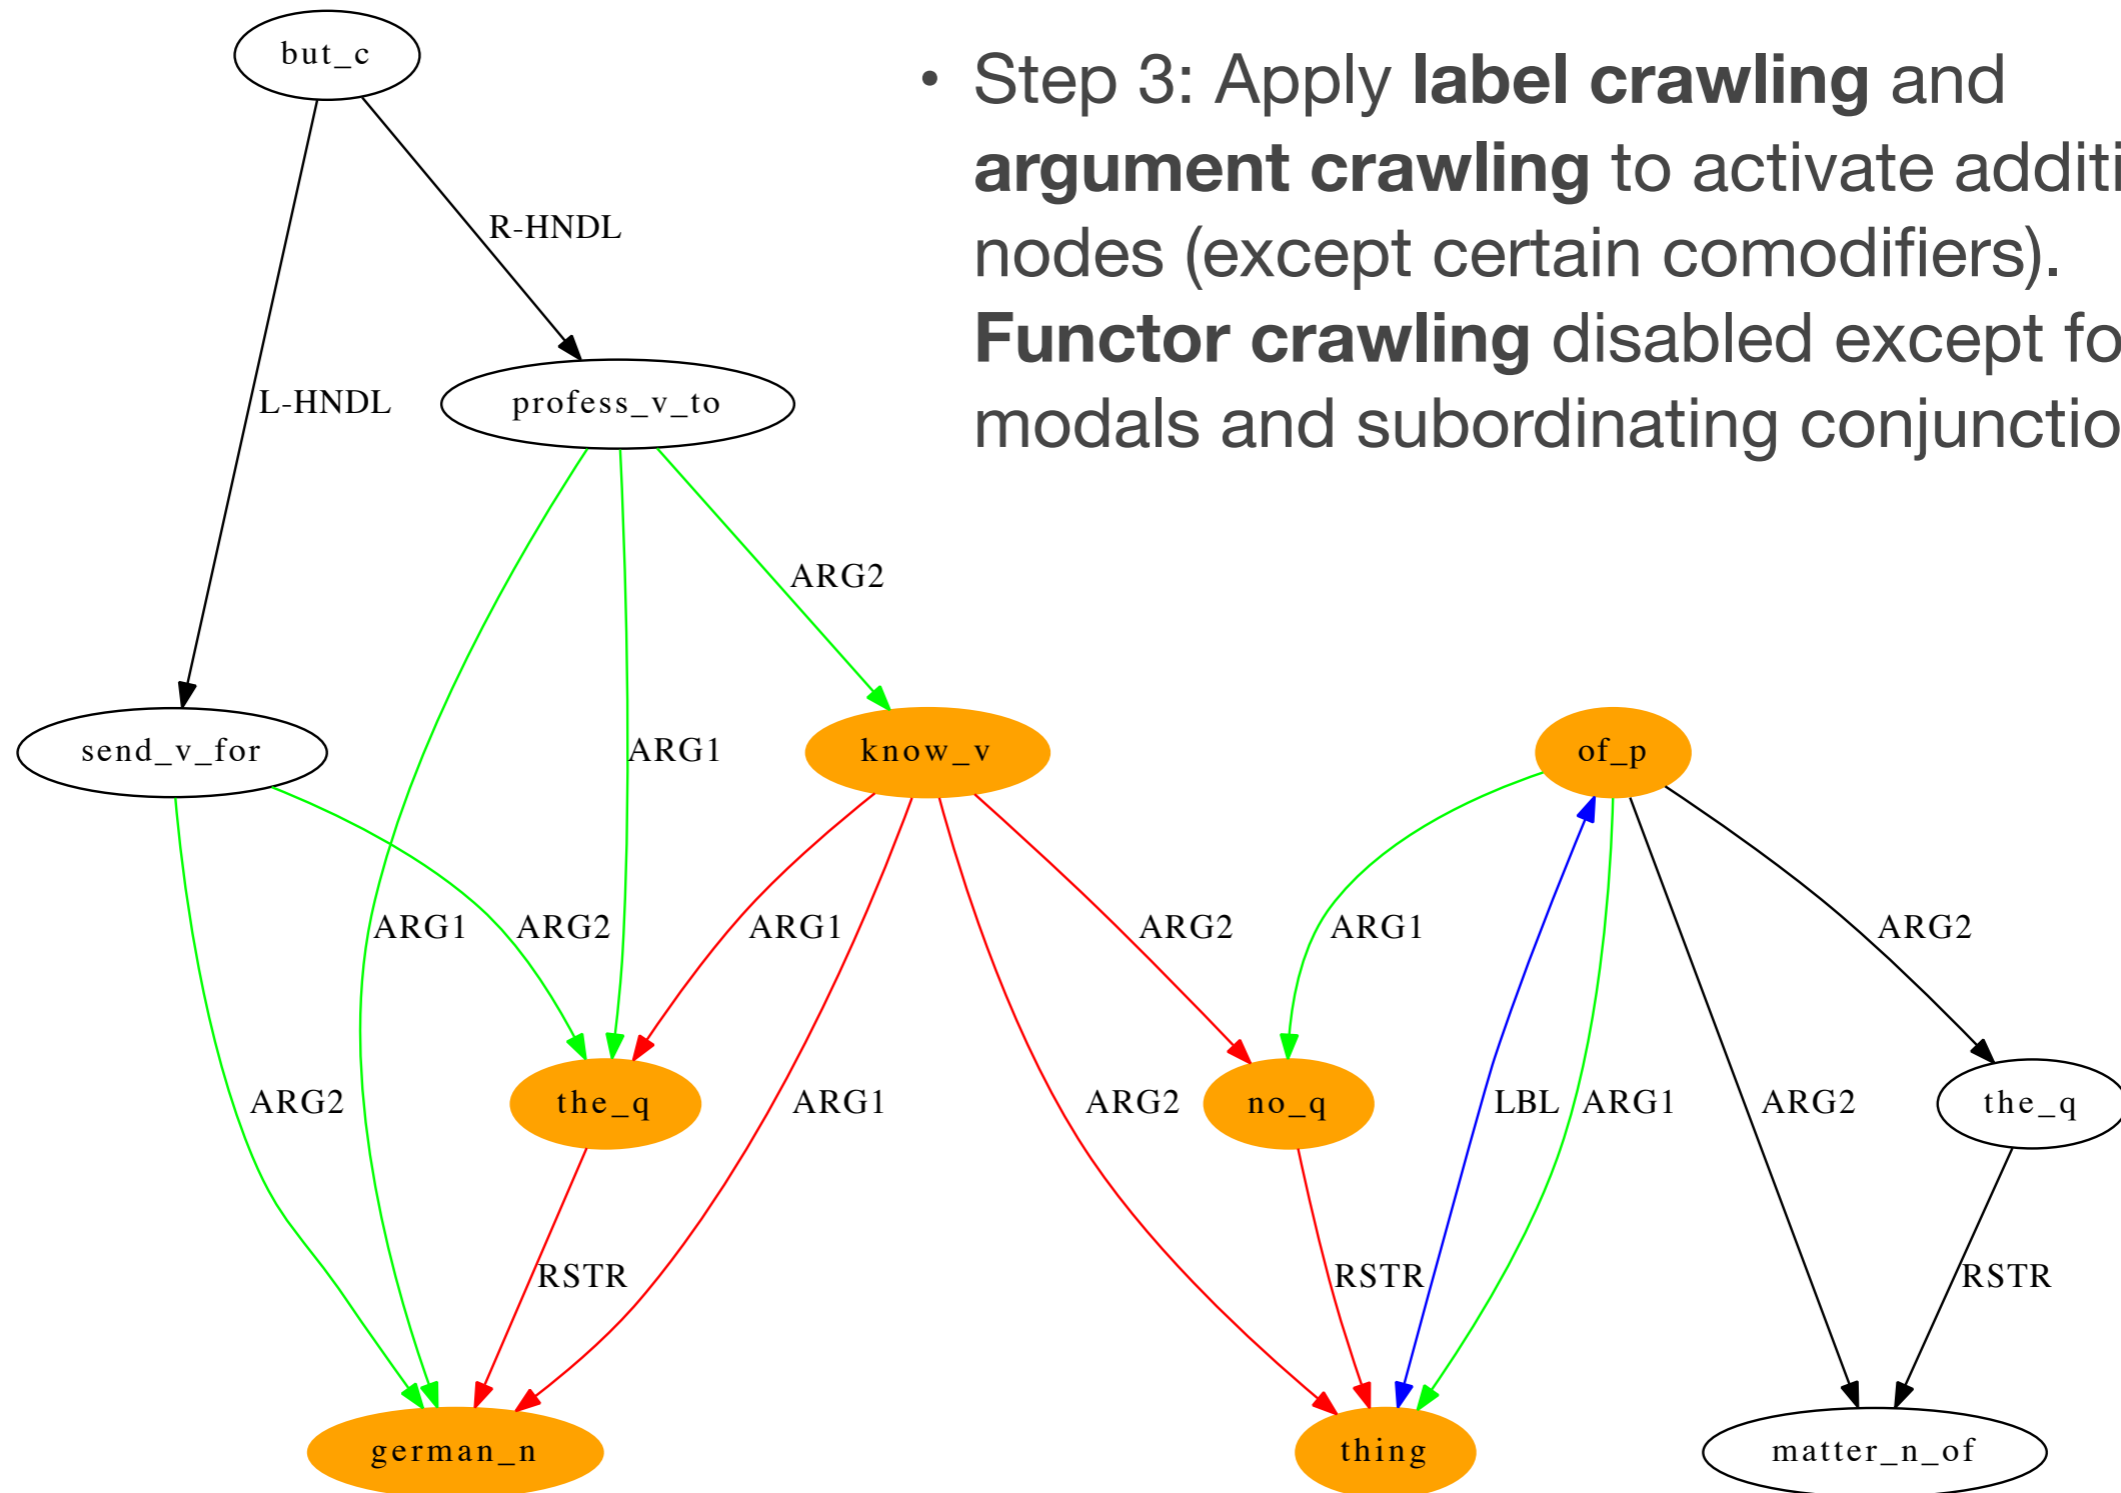 but_c
• Step 3: Apply label crawling and
argument crawling to activate additi
nodes (except certain comodifiers).
Functor crawling disabled except fo
modals and subordinating conjunctio
R-HNDL
L-HNDL
profess_v_to
ARG2
send_v_for
ARG1
know_v
of_p
ARG1
ARG2
ARG1
ARG2
ARG1
ARG2
ARG2
the_q
ARG1
ARG2
no_q
LBL
ARG1
ARG2
the_q
RSTR
RSTR
RSTR
german_n
thing
matter_n_of